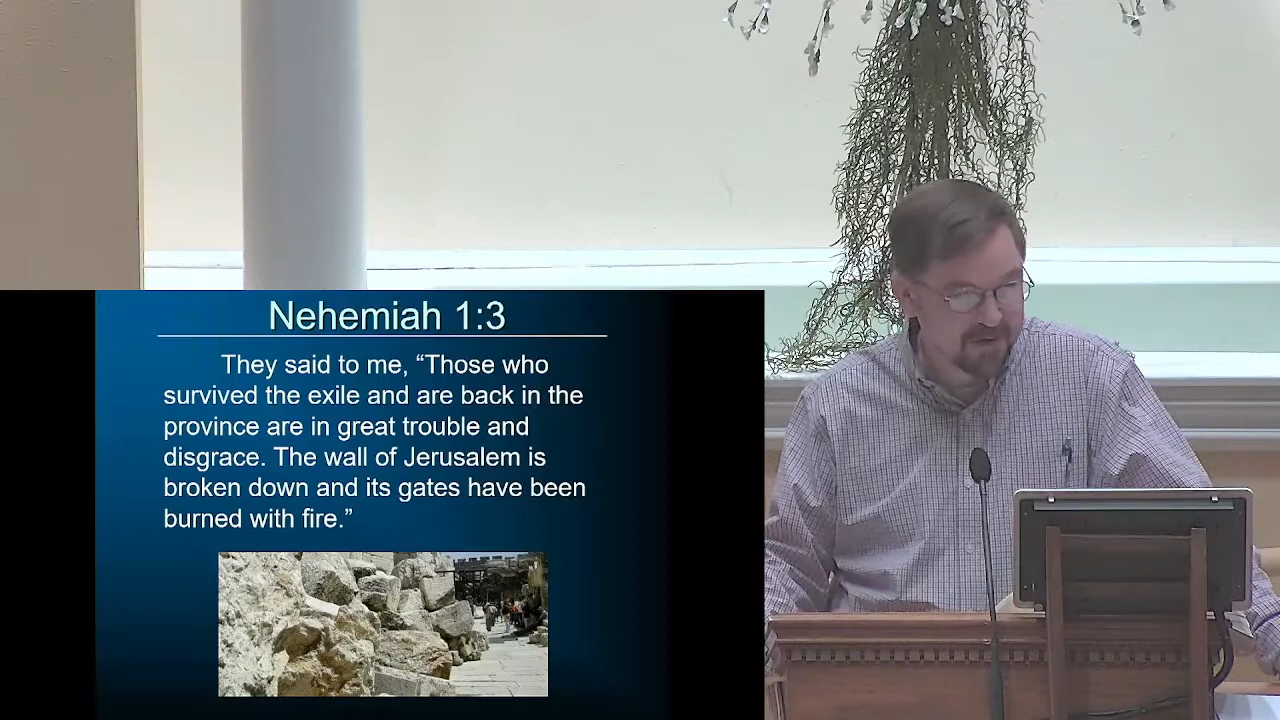 Nehemiah 1:3
They said to me, “Those who
survived the exile and are back in the
province are in great trouble and
disgrace. The wall of Jerusalem is
broken down and its gates have been
burned with fire.”